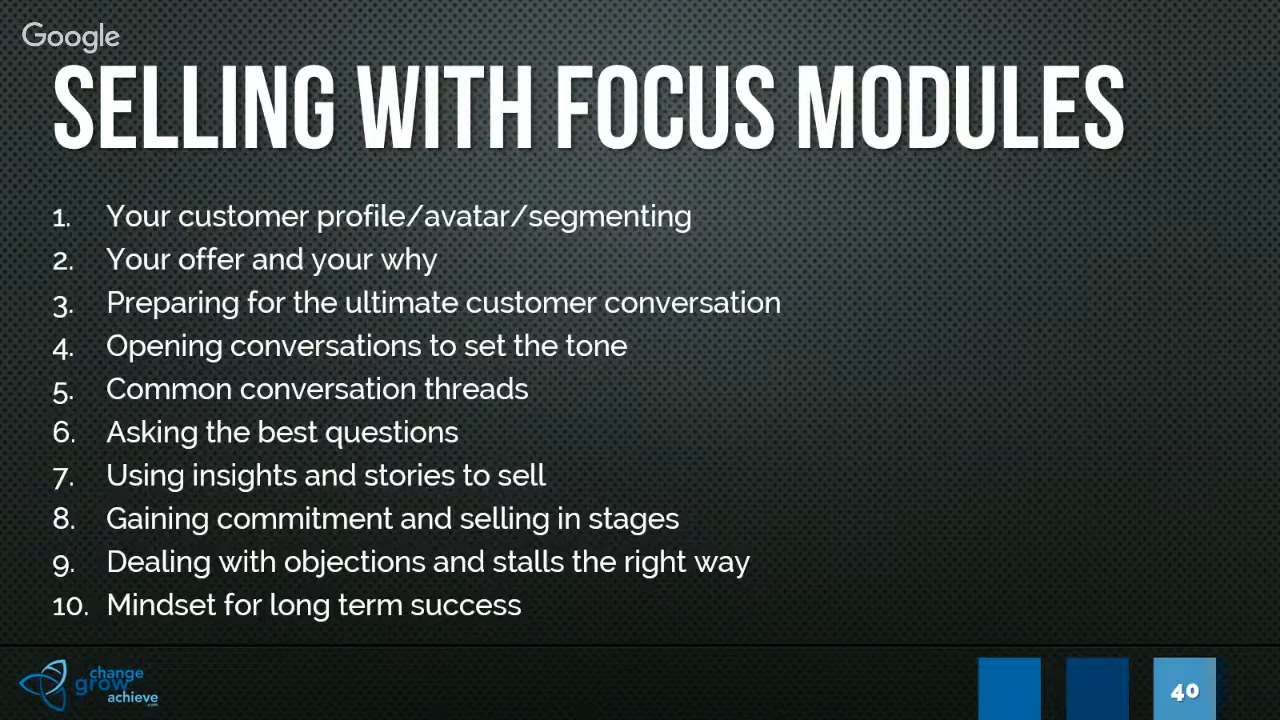 Google
SELLING WITH FOCUS MODULES
1. Your customer profile/avatar/segmenting
2. Your offer and your why
3. Preparing for the ultimate customer conversation
4. Opening conversations to set the tone
5. Common conversation threads
6. Asking the best questions
7. Using insights and stories to sell
8. Gaining commitment and selling in stages
9. Dealing with objections and stalls the right way
10. Mindset for long term success
change
grow
achieve
.com
40